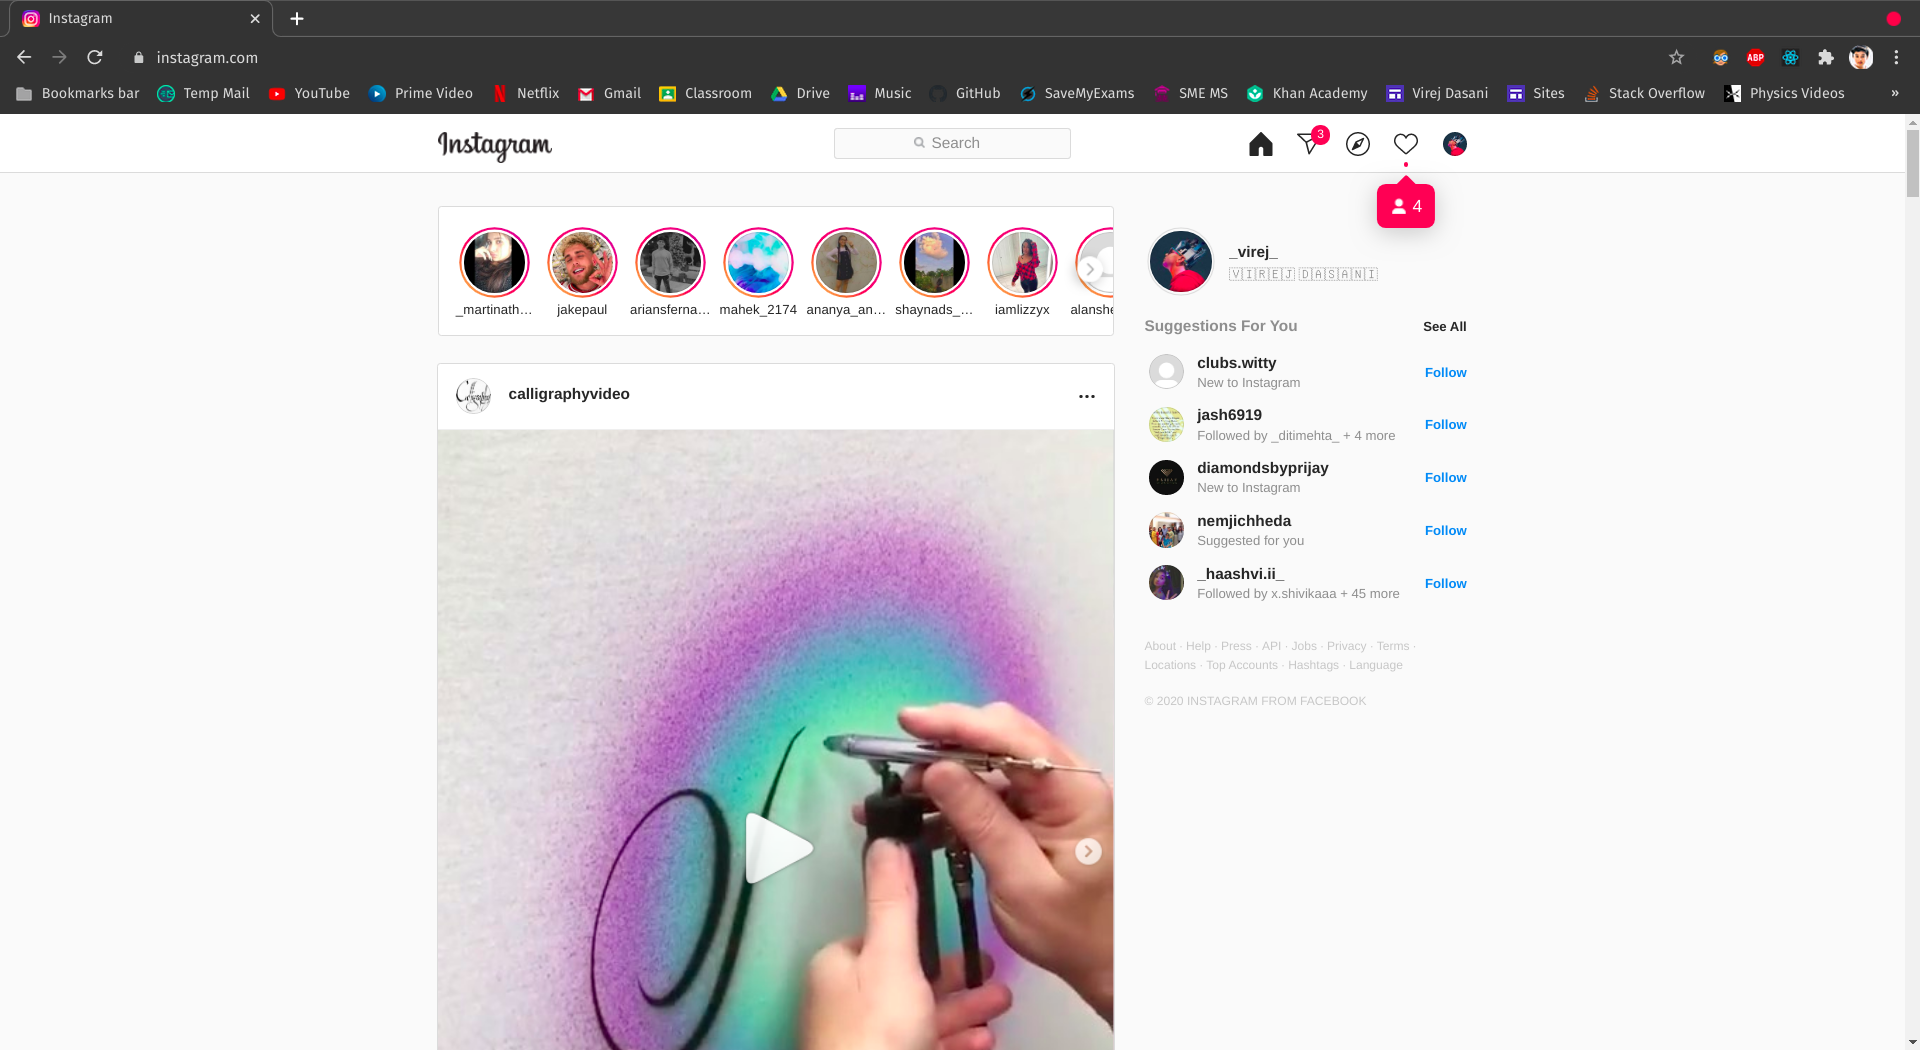 Instagram
instagram.com
ABP
Bookmarks bar Temp Mail YouTube Prime Video Netflix Gmail Classroom Drive Music GitHub SaveMyExams SME MS Khan Academy Virej Dasani Sites Stack Overflow Physics Videos »
Instagram
Search
3
4
_martinath... jakepaul ariansferna... mahek_2174 ananya_an... shaynads_... iamlizzyx alanshe
_virej_
🇻​🇮​🇷​🇪​🇯​ 🇩​🇦​🇸​🇦​🇳​🇮​
Suggestions For You See All
clubs.witty
New to Instagram
Follow
jash6919
Followed by _ditimehta_ + 4 more
Follow
diamondsbyprijay
New to Instagram
Follow
nemjichheda
Suggested for you
Follow
_haashvi.ii_
Followed by x.shivikaaa + 45 more
Follow
About · Help · Press · API · Jobs · Privacy · Terms ·
Locations · Top Accounts · Hashtags · Language
© 2020 INSTAGRAM FROM FACEBOOK
calligraphyvideo